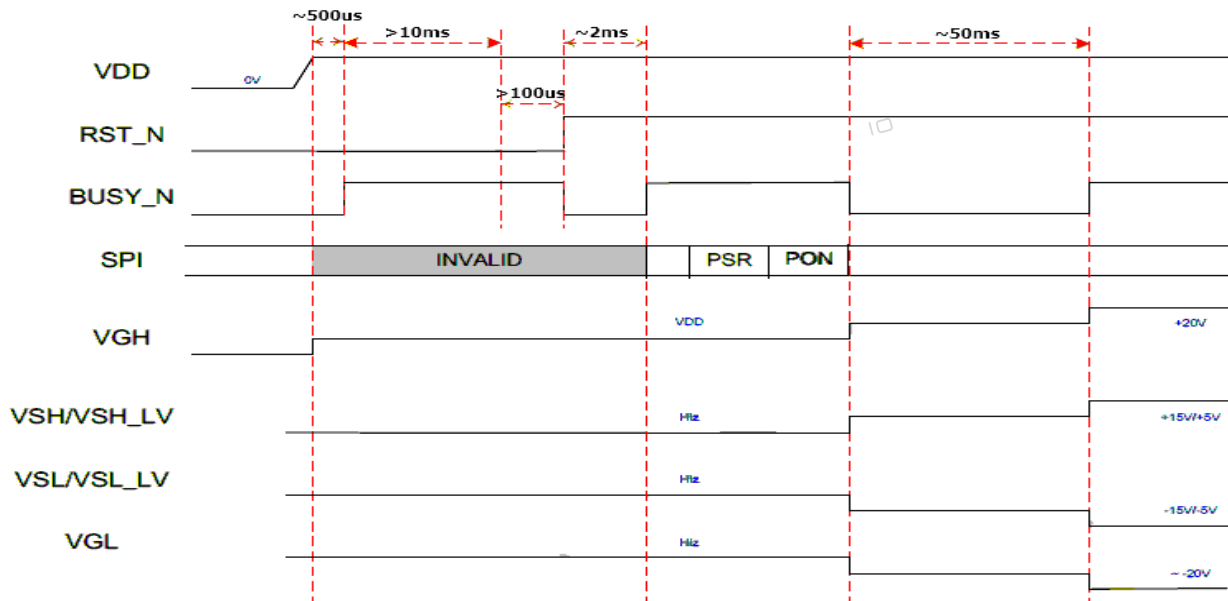 ~500us
>10ms
~2ms
~50ms
VDD
0V
>100us
RST_N
BUSY_N
SPI
INVALID
PSR
PON
VGH
VDD
+20V
VSH/VSH_LV
Hiz
+15V/+5V
VSL/VSL_LV
Hiz
-15V/-5V
VGL
Hiz
~ -20V